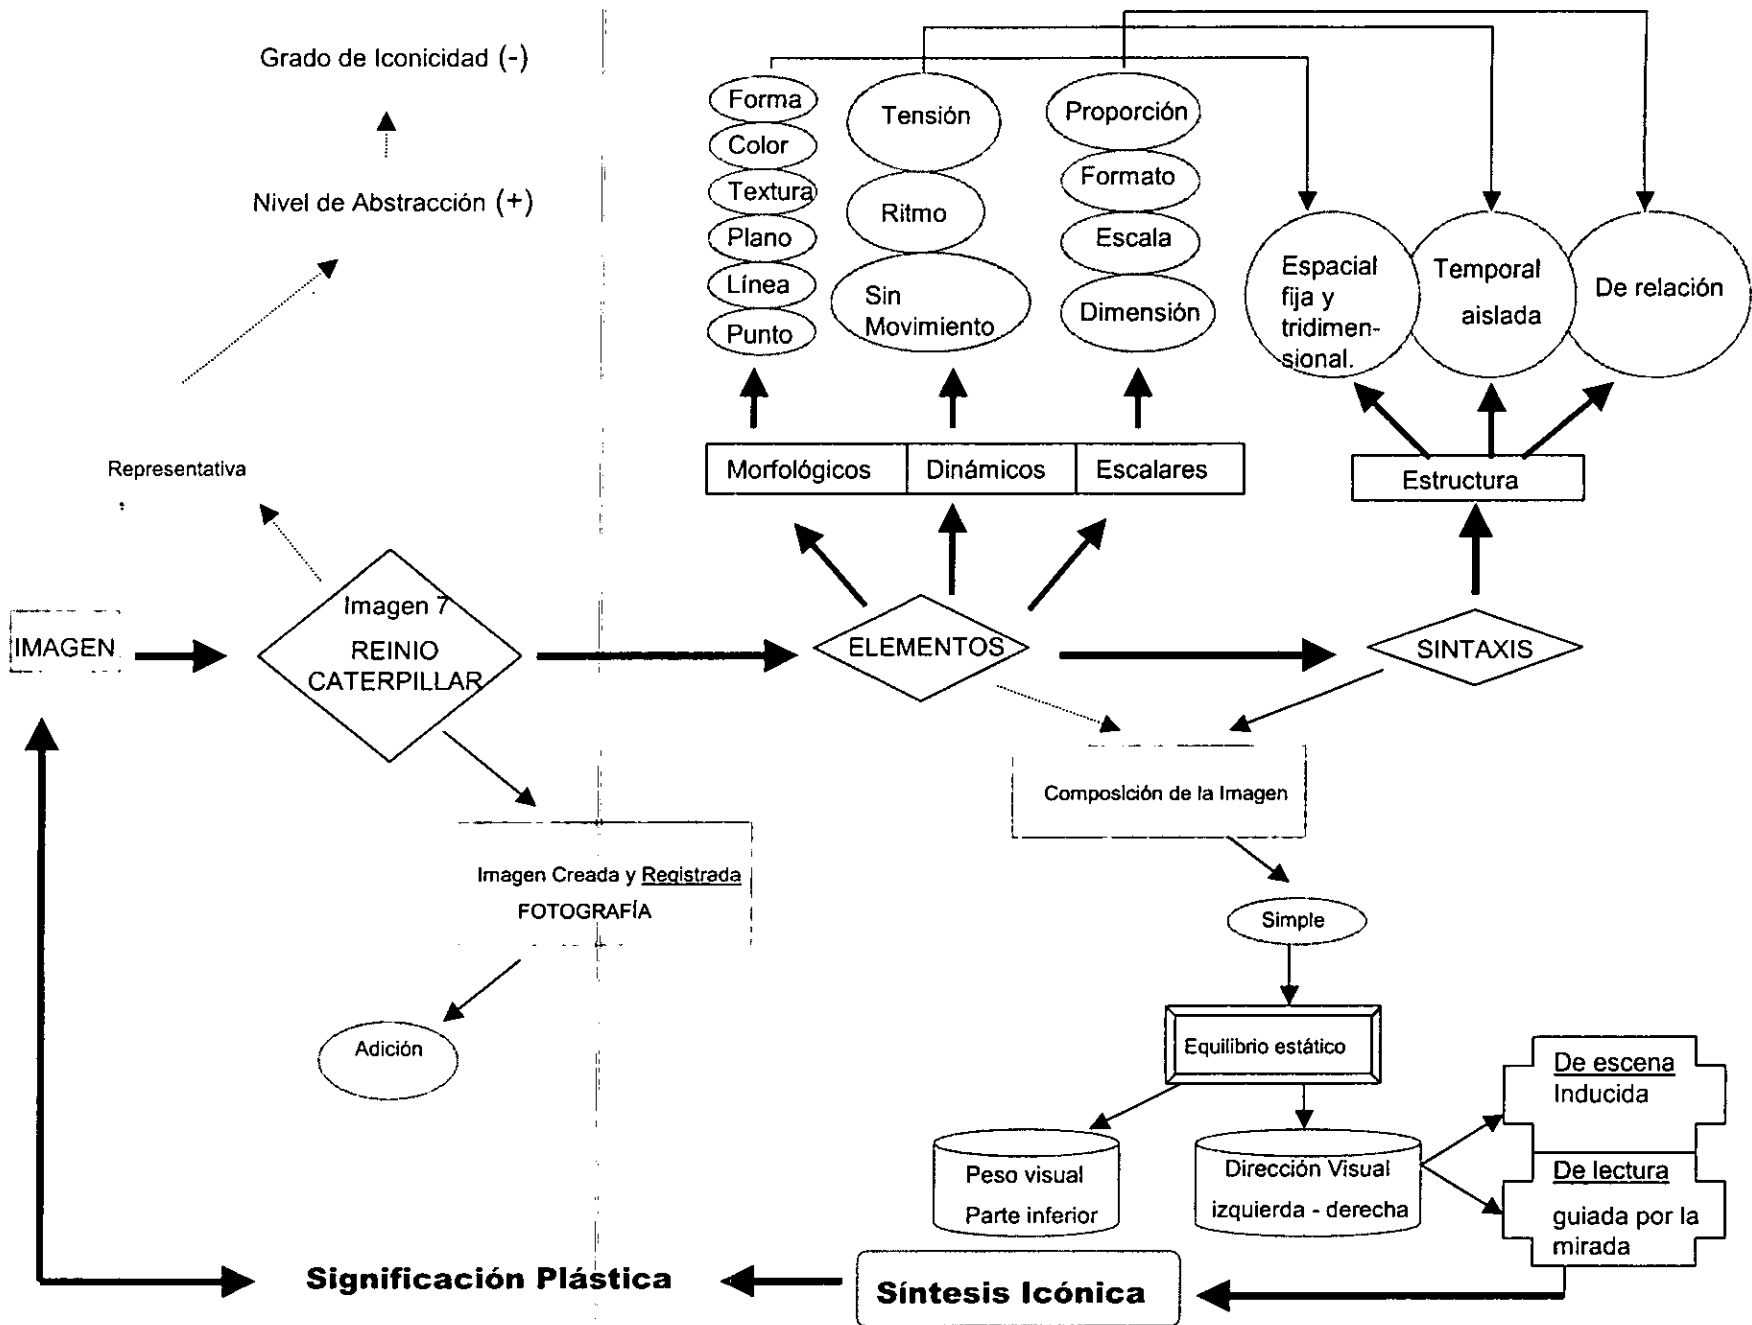 Grado de Iconicidad (-)
Nivel de Abstracción (+)
Representativa
IMAGEN
Imagen 7
REINIO
CATERPILLAR
Imagen Creada y Registrada
FOTOGRAFÍA
Adición
Forma
Color
Textura
Plano
Línea
Punto
Tensión
Ritmo
Sin
Movimiento
Proporción
Formato
Escala
Dimensión
Espacial
fija y
tridimen-
sional.
Temporal
aislada
De relación
Morfológicos
Dinámicos
Escalares
Estructura
ELEMENTOS
SINTAXIS
Composición de la Imagen
Simple
Equilibrio estático
Peso visual
Parte inferior
Dirección Visual
izquierda - derecha
De escena
Inducida
De lectura
guiada por la
mirada
Síntesis Icónica
Significación Plástica